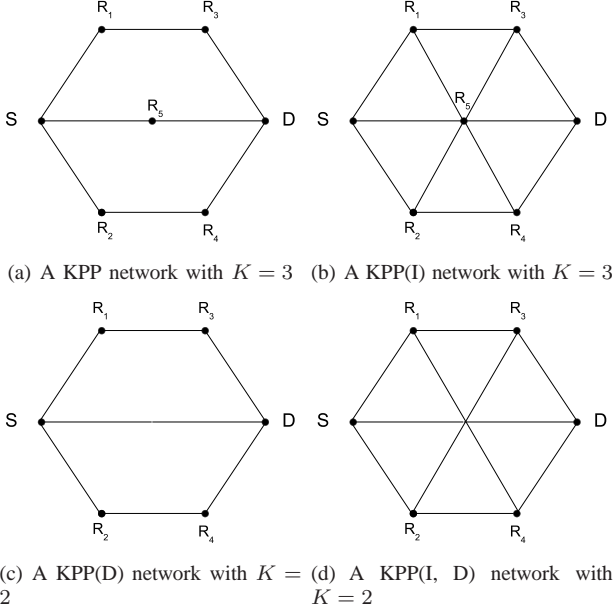 R1 R3
R5
S D
R2 R4
(a) A KPP network with K = 3
R1 R3
R5
S D
R2 R4
(b) A KPP(I) network with K = 3
R1 R3
S D
R2 R4
(c) A KPP(D) network with K =
2
R1 R3
S D
R2 R4
(d) A KPP(I, D) network with
K = 2